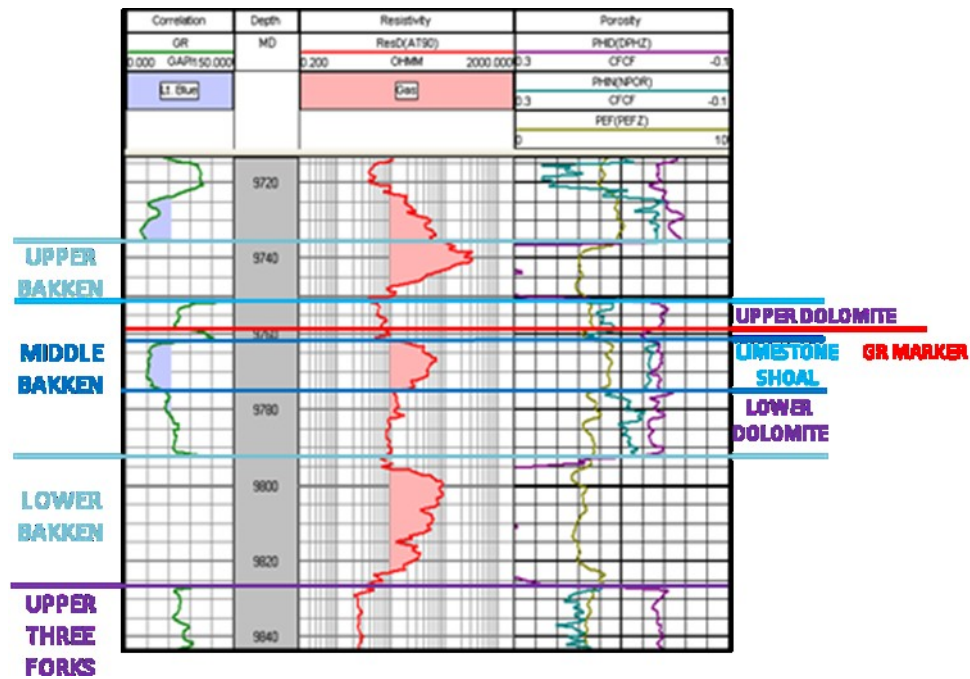 Correlation Depth Resistivity Porosity
GR MD ResD(AT90) PHID(DPHZ)
0.000 GAPI 150.000 0.200 OHMM 2000.000 0.3 CFCF -0.1
Lt. Blue Gas PHIN(NPOR)
0.3 CFCF -0.1
PEF(PEFZ)
0 10
9720
UPPER
BAKKEN
9740
UPPER DOLOMITE
9760
MIDDLE
BAKKEN
LIMESTONE
SHOAL
GR MARKER
9780
LOWER
DOLOMITE
LOWER
BAKKEN
9800
9820
UPPER
THREE
FORKS
9840